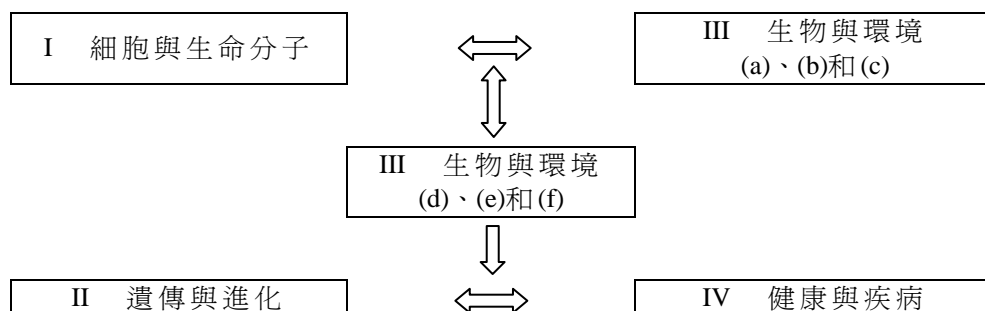 I 細胞與生命分子
III 生物與環境
(a)、(b)和(c)
III 生物與環境
(d)、(e)和(f)
II 遺傳與進化
IV 健康與疾病